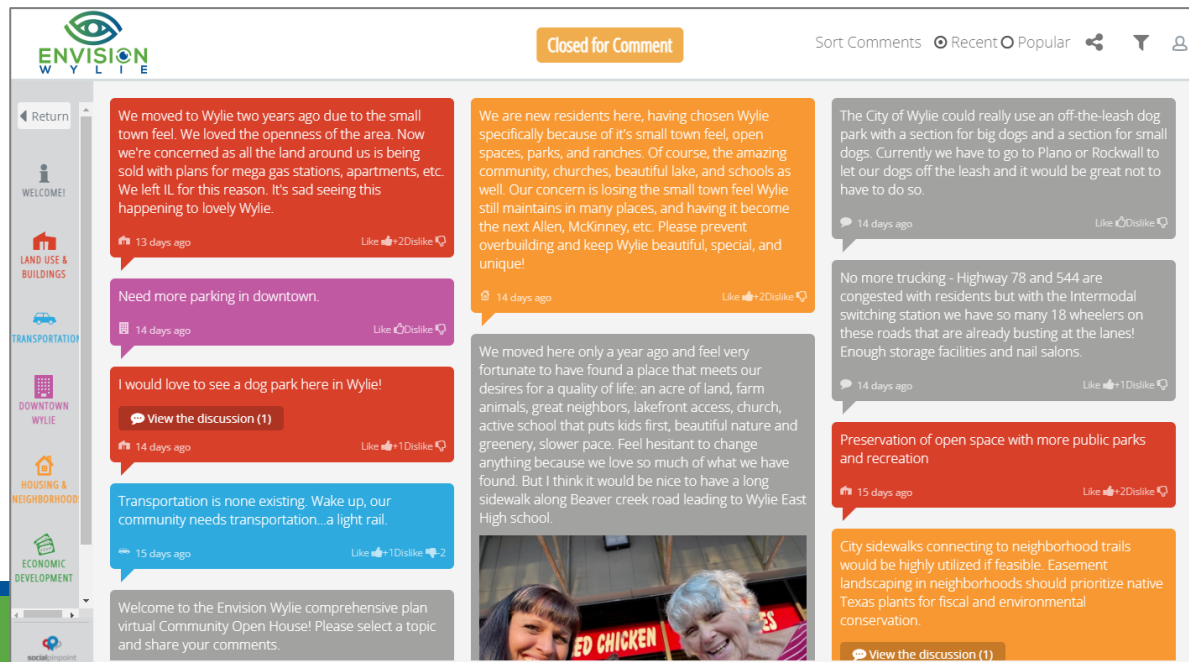 ENVISION
WYLIE
Closed for Comment
Sort Comments Recent Popular
Return
WELCOME!
LAND USE &
BUILDINGS
TRANSPORTATION
DOWNTOWN
WYLIE
HOUSING &
NEIGHBORHOODS
ECONOMIC
DEVELOPMENT
socialpinpoint
We moved to Wylie two years ago due to the small
town feel. We loved the openness of the area. Now
we're concerned as all the land around us is being
sold with plans for mega gas stations, apartments, etc.
We left IL for this reason. It's sad seeing this
happening to lovely Wylie.
13 days ago Like +2Dislike
Need more parking in downtown.
14 days ago Like Dislike
I would love to see a dog park here in Wylie!
View the discussion (1)
14 days ago Like +1Dislike
Transportation is none existing. Wake up, our
community needs transportation...a light rail.
15 days ago Like +1Dislike -2
Welcome to the Envision Wylie comprehensive plan
virtual Community Open House! Please select a topic
and share your comments.
We are new residents here, having chosen Wylie
specifically because of it's small town feel, open
spaces, parks, and ranches. Of course, the amazing
community, churches, beautiful lake, and schools as
well. Our concern is losing the small town feel Wylie
still maintains in many places, and having it become
the next Allen, McKinney, etc. Please prevent
overbuilding and keep Wylie beautiful, special, and
unique!
14 days ago Like +2Dislike
We moved here only a year ago and feel very
fortunate to have found a place that meets our
desires for a quality of life: an acre of land, farm
animals, great neighbors, lakefront access, church,
active school that puts kids first, beautiful nature and
greenery, slower pace. Feel hesitant to change
anything because we love so much of what we have
found. But I think it would be nice to have a long
sidewalk along Beaver creek road leading to Wylie East
High school.
ED CHICKEN ES
The City of Wylie could really use an off-the-leash dog
park with a section for big dogs and a section for small
dogs. Currently we have to go to Plano or Rockwall to
let our dogs off the leash and it would be great not to
have to do so.
14 days ago Like Dislike
No more trucking - Highway 78 and 544 are
congested with residents but with the Intermodal
switching station we have so many 18 wheelers on
these roads that are already busting at the lanes!
Enough storage facilities and nail salons.
14 days ago Like +1Dislike
Preservation of open space with more public parks
and recreation
15 days ago Like +2Dislike
City sidewalks connecting to neighborhood trails
would be highly utilized if feasible. Easement
landscaping in neighborhoods should prioritize native
Texas plants for fiscal and environmental
conservation.
View the discussion (1)